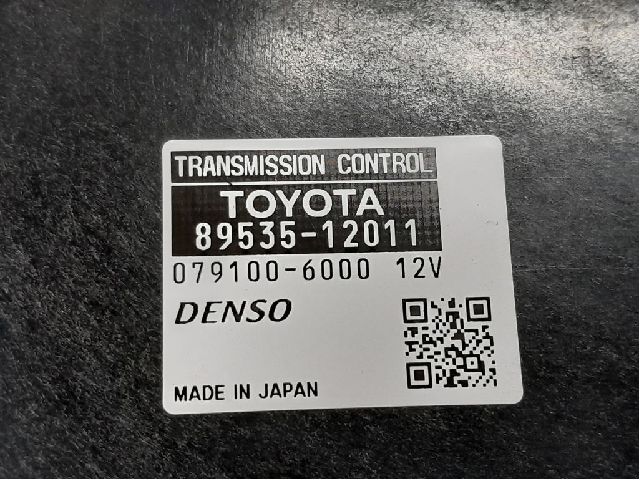 TRANSMISSION CONTROL
TOYOTA
89535-12011
079100-6000 12V
DENSO
MADE IN JAPAN